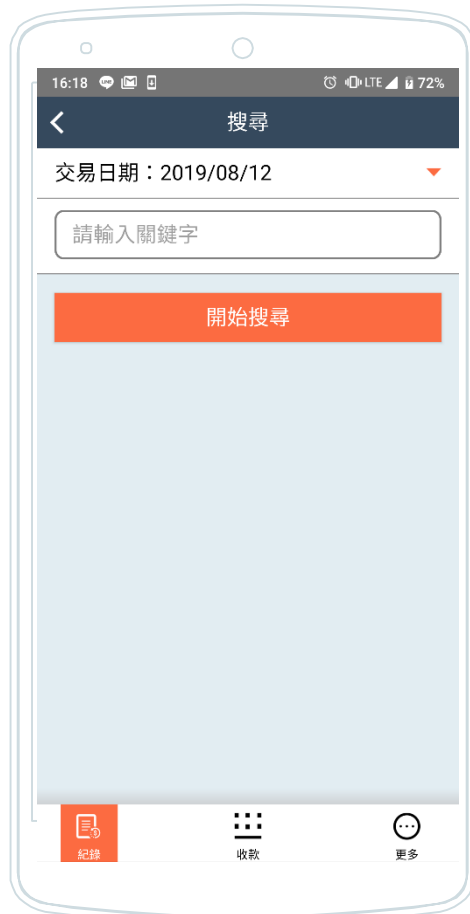 16:18 LINE LTE 72%
搜尋
交易日期：2019/08/12
請輸入關鍵字
開始搜尋
紀錄 收款 更多